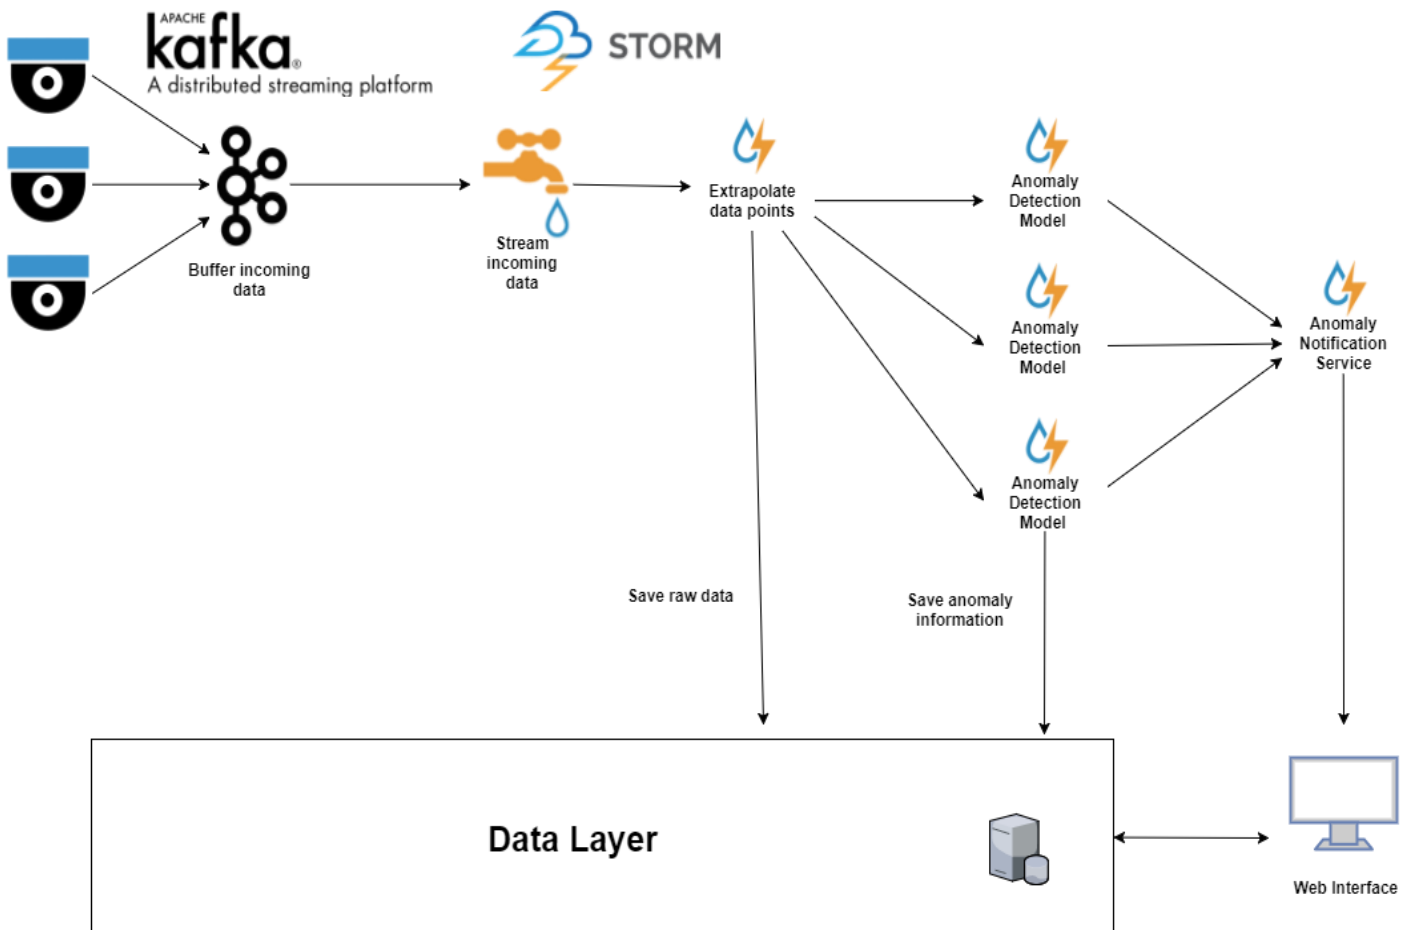 APACHE
kafka®
A distributed streaming platform
STORM
Buffer incoming
data
Stream
incoming
data
Extrapolate
data points
Anomaly
Detection
Model
Anomaly
Detection
Model
Anomaly
Detection
Model
Anomaly
Notification
Service
Save raw data
Save anomaly
information
Data Layer
Web Interface